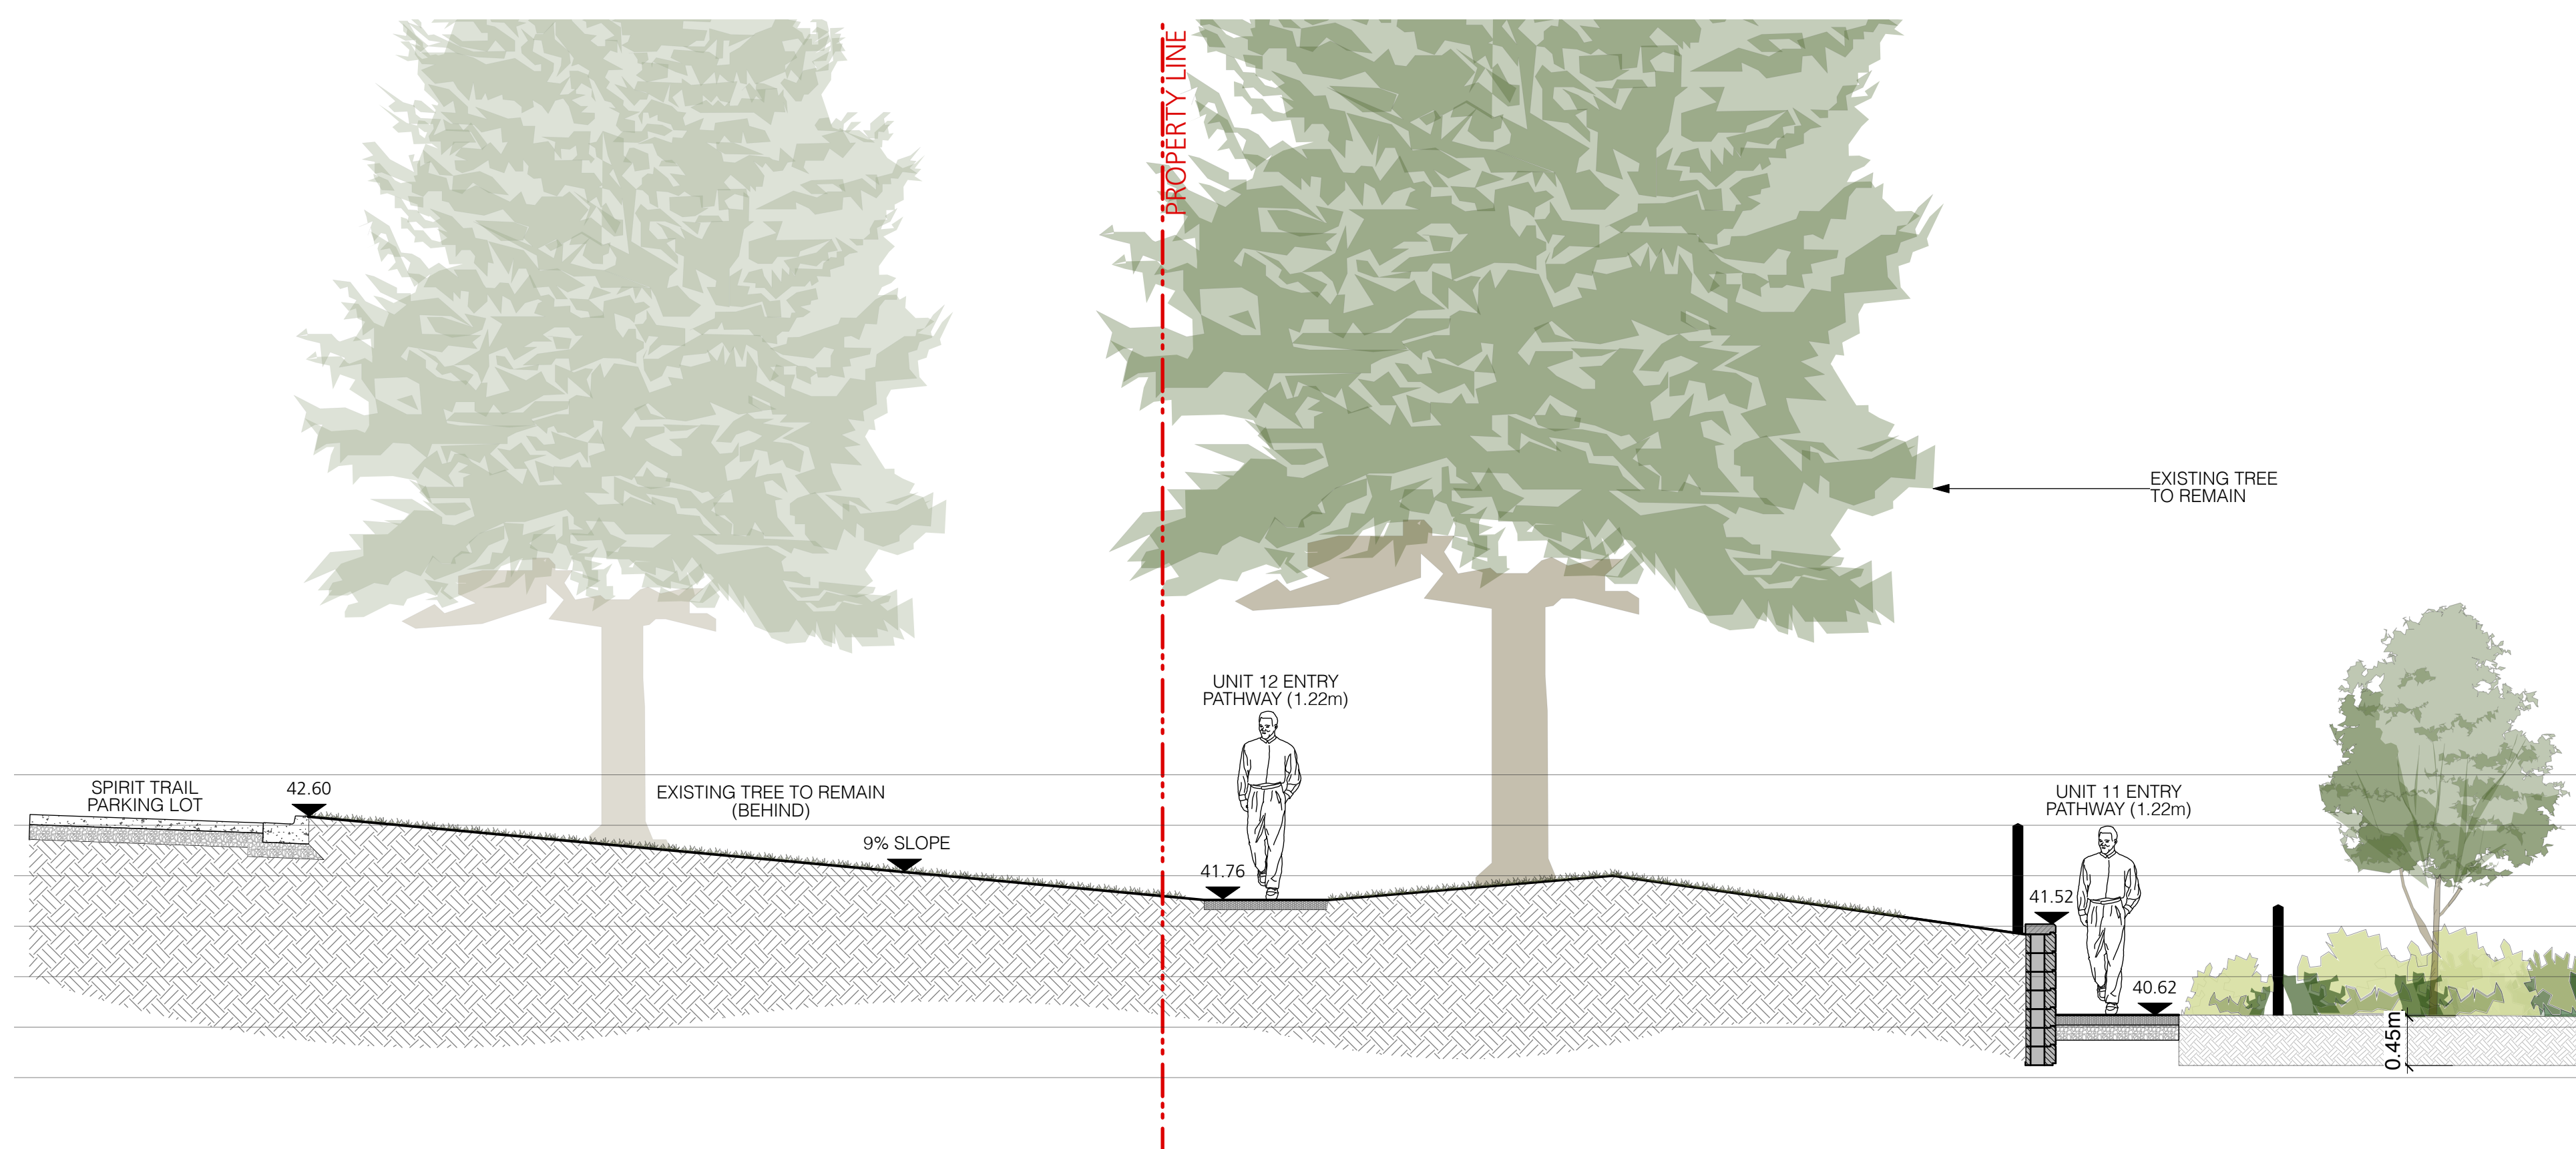 PROPERTY LINE
EXISTING TREE
TO REMAIN
UNIT 12 ENTRY
PATHWAY (1.22m)
SPIRIT TRAIL
PARKING LOT
42.60
EXISTING TREE TO REMAIN
(BEHIND)
9% SLOPE
41.76
UNIT 11 ENTRY
PATHWAY (1.22m)
41.52
40.62
0.45m